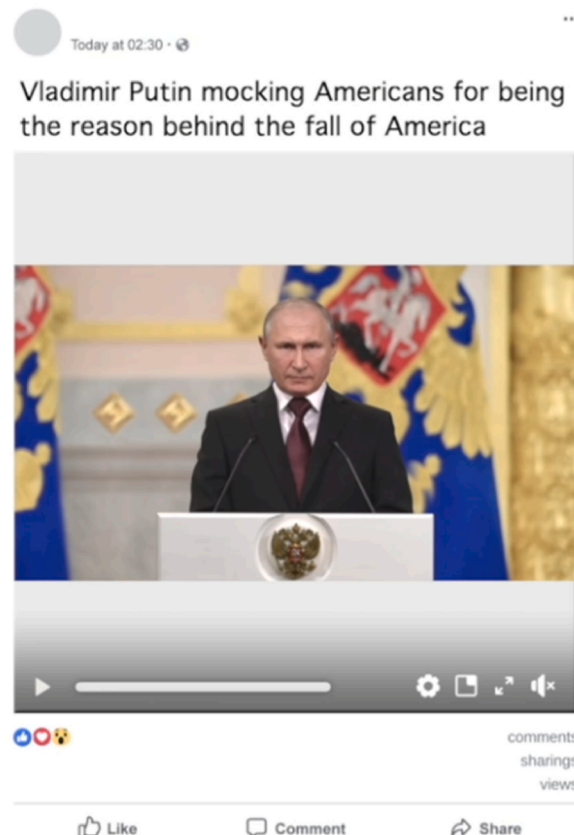 Today at 02:30 ·
Vladimir Putin mocking Americans for being
the reason behind the fall of America
comments
sharings
views
Like
Comment
Share